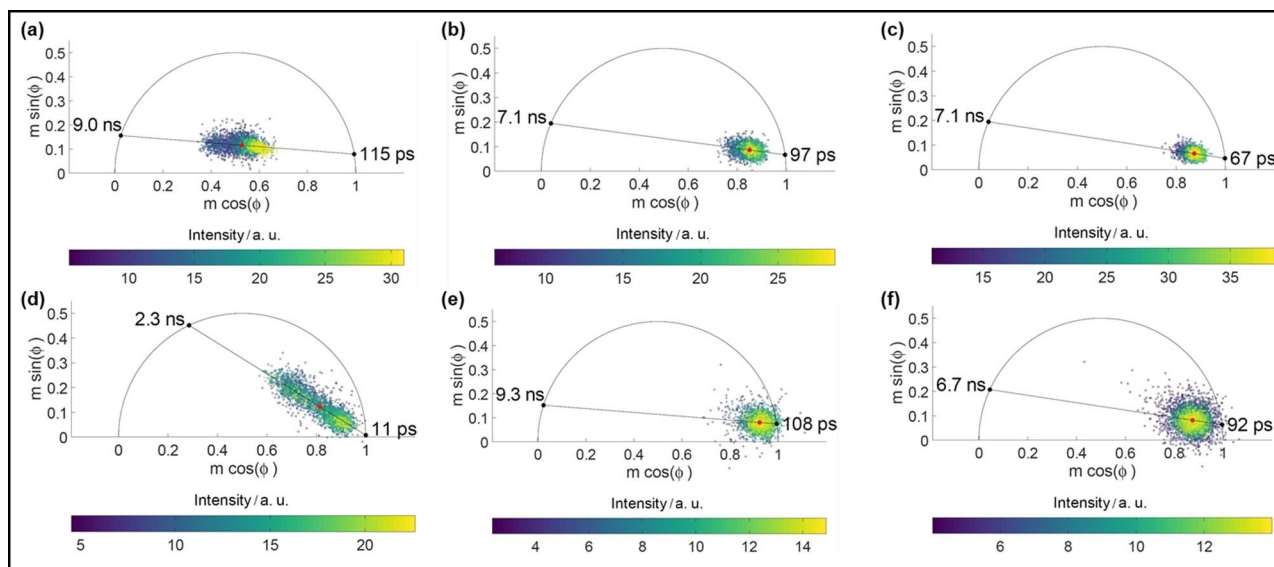 (a)
0.5
0.4
m sin(ϕ)
0.3
0.2
9.0 ns
0.1
115 ps
0
0 0.2 0.4 0.6 0.8 1
m cos(ϕ)
Intensity / a. u.
10 15 20 25 30
(b)
0.5
0.4
m sin(ϕ)
0.3
7.1 ns
0.2
0.1
97 ps
0
0 0.2 0.4 0.6 0.8 1
m cos(ϕ)
Intensity / a. u.
10 15 20 25
(c)
0.5
0.4
m sin(ϕ)
0.3
7.1 ns
0.2
0.1
67 ps
0
0 0.2 0.4 0.6 0.8 1
m cos(ϕ)
Intensity / a. u.
15 20 25 30 35
(d)
0.5
2.3 ns
0.4
m sin(ϕ)
0.3
0.2
0.1
11 ps
0
0 0.2 0.4 0.6 0.8 1
m cos(ϕ)
Intensity / a. u.
5 10 15 20
(e)
0.5
0.4
m sin(ϕ)
0.3
9.3 ns
0.2
0.1
108 ps
0
0 0.2 0.4 0.6 0.8 1
m cos(ϕ)
Intensity / a. u.
4 6 8 10 12 14
(f)
0.5
0.4
m sin(ϕ)
0.3
6.7 ns
0.2
0.1
92 ps
0
0 0.2 0.4 0.6 0.8 1
m cos(ϕ)
Intensity / a. u.
6 8 10 12